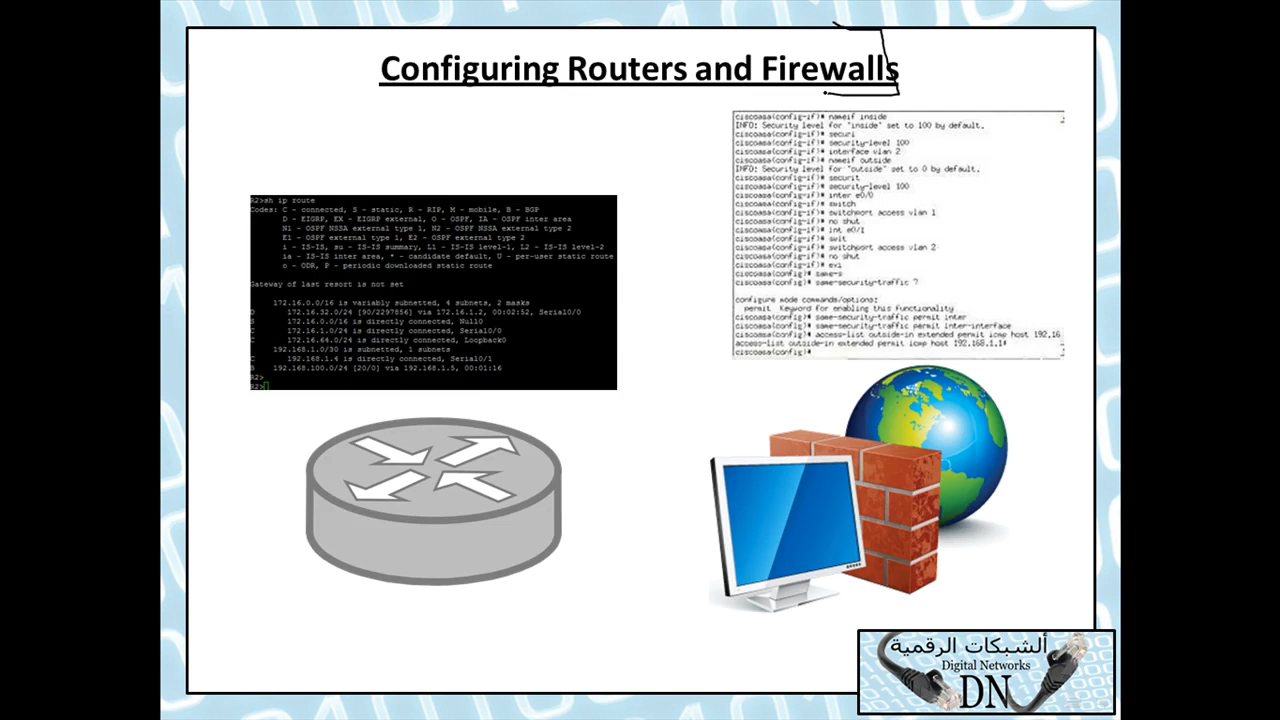 Configuring Routers and Firewalls
R2>sh ip route
Codes: C - connected, S - static, R - RIP, M - mobile, B - BGP
D - EIGRP, EX - EIGRP external, O - OSPF, IA - OSPF inter area
N1 - OSPF NSSA external type 1, N2 - OSPF NSSA external type 2
E1 - OSPF external type 1, E2 - OSPF external type 2
i - IS-IS, su - IS-IS summary, L1 - IS-IS level-1, L2 - IS-IS level-2
ia - IS-IS inter area, * - candidate default, U - per-user static route
o - ODR, P - periodic downloaded static route
Gateway of last resort is not set
172.16.0.0/16 is variably subnetted, 4 subnets, 2 masks
D 172.16.32.0/24 [90/2297856] via 172.16.1.2, 00:02:52, Serial0/0
S 172.16.0.0/16 is directly connected, Null0
C 172.16.1.0/24 is directly connected, Serial0/0
C 172.16.64.0/24 is directly connected, Loopback0
192.168.1.0/30 is subnetted, 1 subnets
C 192.168.1.4 is directly connected, Serial0/1
B 192.168.100.0/24 [20/0] via 192.168.1.5, 00:01:16
R2>
R2>
ciscoasa(config-if)# nameif inside
INFO: Security level for "inside" set to 100 by default.
ciscoasa(config-if)# securi
ciscoasa(config-if)# security-level 100
ciscoasa(config-if)# interface vlan 2
ciscoasa(config-if)# nameif outside
INFO: Security level for "outside" set to 0 by default.
ciscoasa(config-if)# securit
ciscoasa(config-if)# security-level 100
ciscoasa(config-if)# inter e0/0
ciscoasa(config-if)# switch
ciscoasa(config-if)# switchport access vlan 1
ciscoasa(config-if)# no shut
ciscoasa(config-if)# int e0/1
ciscoasa(config-if)# swit
ciscoasa(config-if)# switchport access vlan 2
ciscoasa(config-if)# no shut
ciscoasa(config-if)# exi
ciscoasa(config)# same-s
ciscoasa(config)# same-security-traffic ?
configure mode commands/options:
permit Keyword for enabling this functionality
ciscoasa(config)# same-security-traffic permit inter
ciscoasa(config)# same-security-traffic permit inter-interface
ciscoasa(config)# access-list outside-in extended permit icmp host 192.16
access-list outside-in extended permit icmp host 192.168.1.1
ciscoasa(config)#
ألشبكات الرقمية
Digital Networks
DN